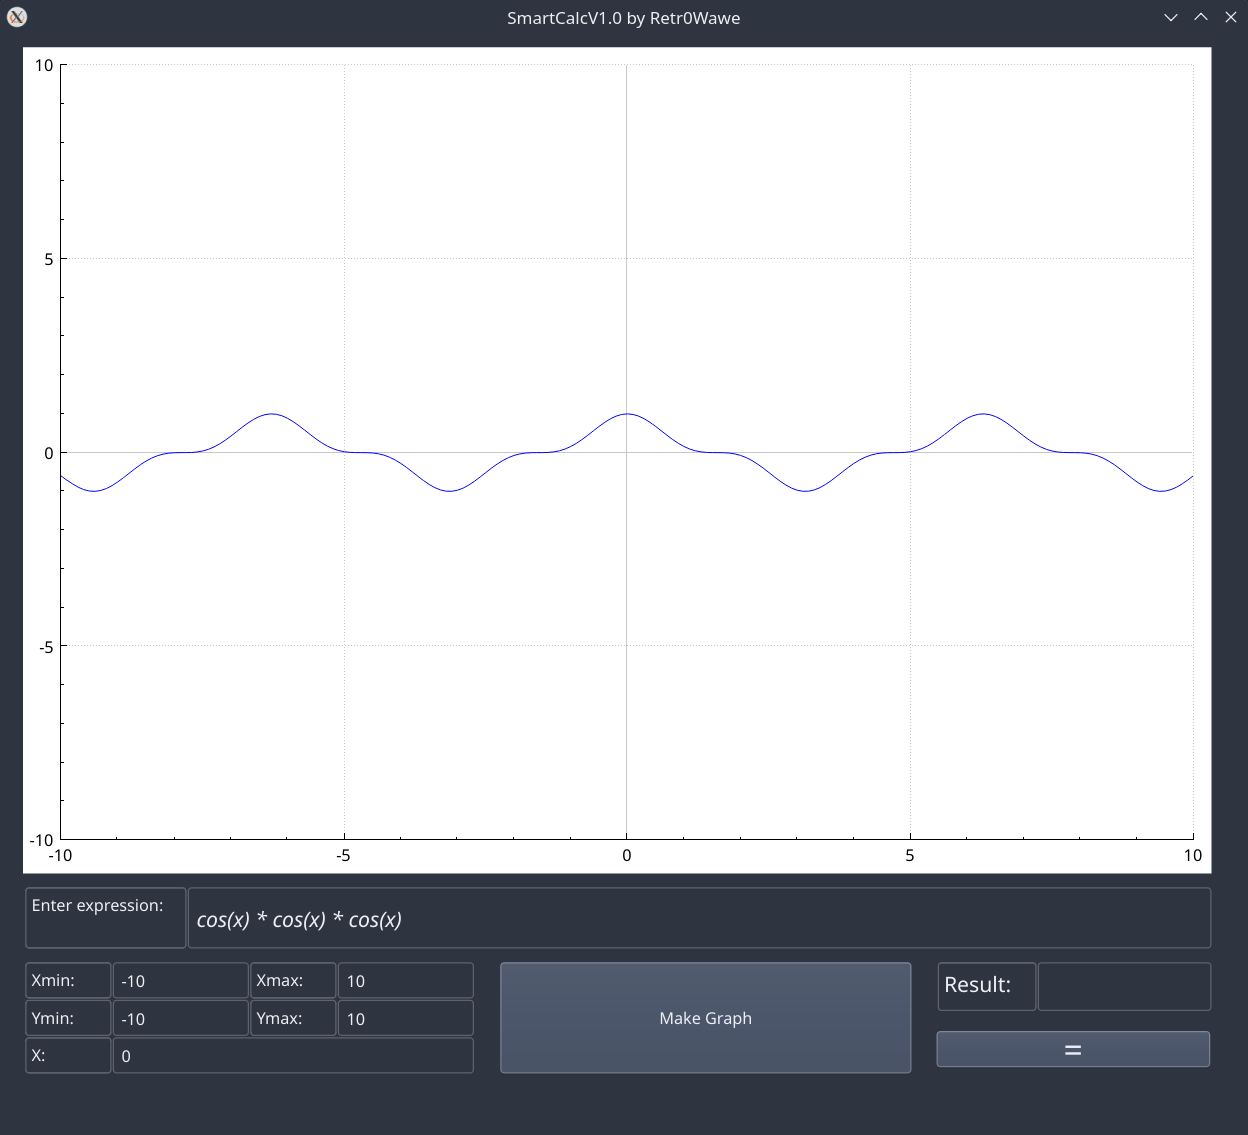 SmartCalcV1.0 by Retr0Wawe
10
5
0
-5
-10
-10 -5 0 5 10
Enter expression: cos(x) * cos(x) * cos(x)
Xmin: -10 Xmax: 10
Ymin: -10 Ymax: 10
X: 0
Make Graph
Result:
=